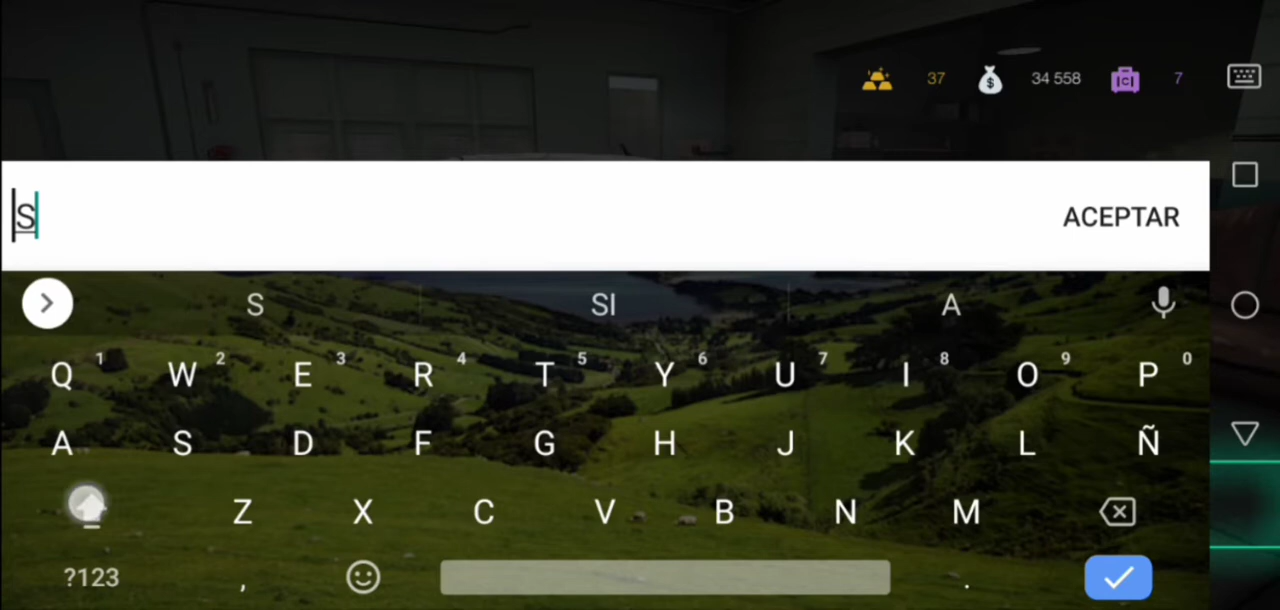 37 34 558 7
S
ACEPTAR
S SI A
Q 1 W 2 E 3 R 4 T 5 Y 6 U 7 I 8 O 9 P 0
A S D F G H J K L Ñ
Z X C V B N M
?123 , .